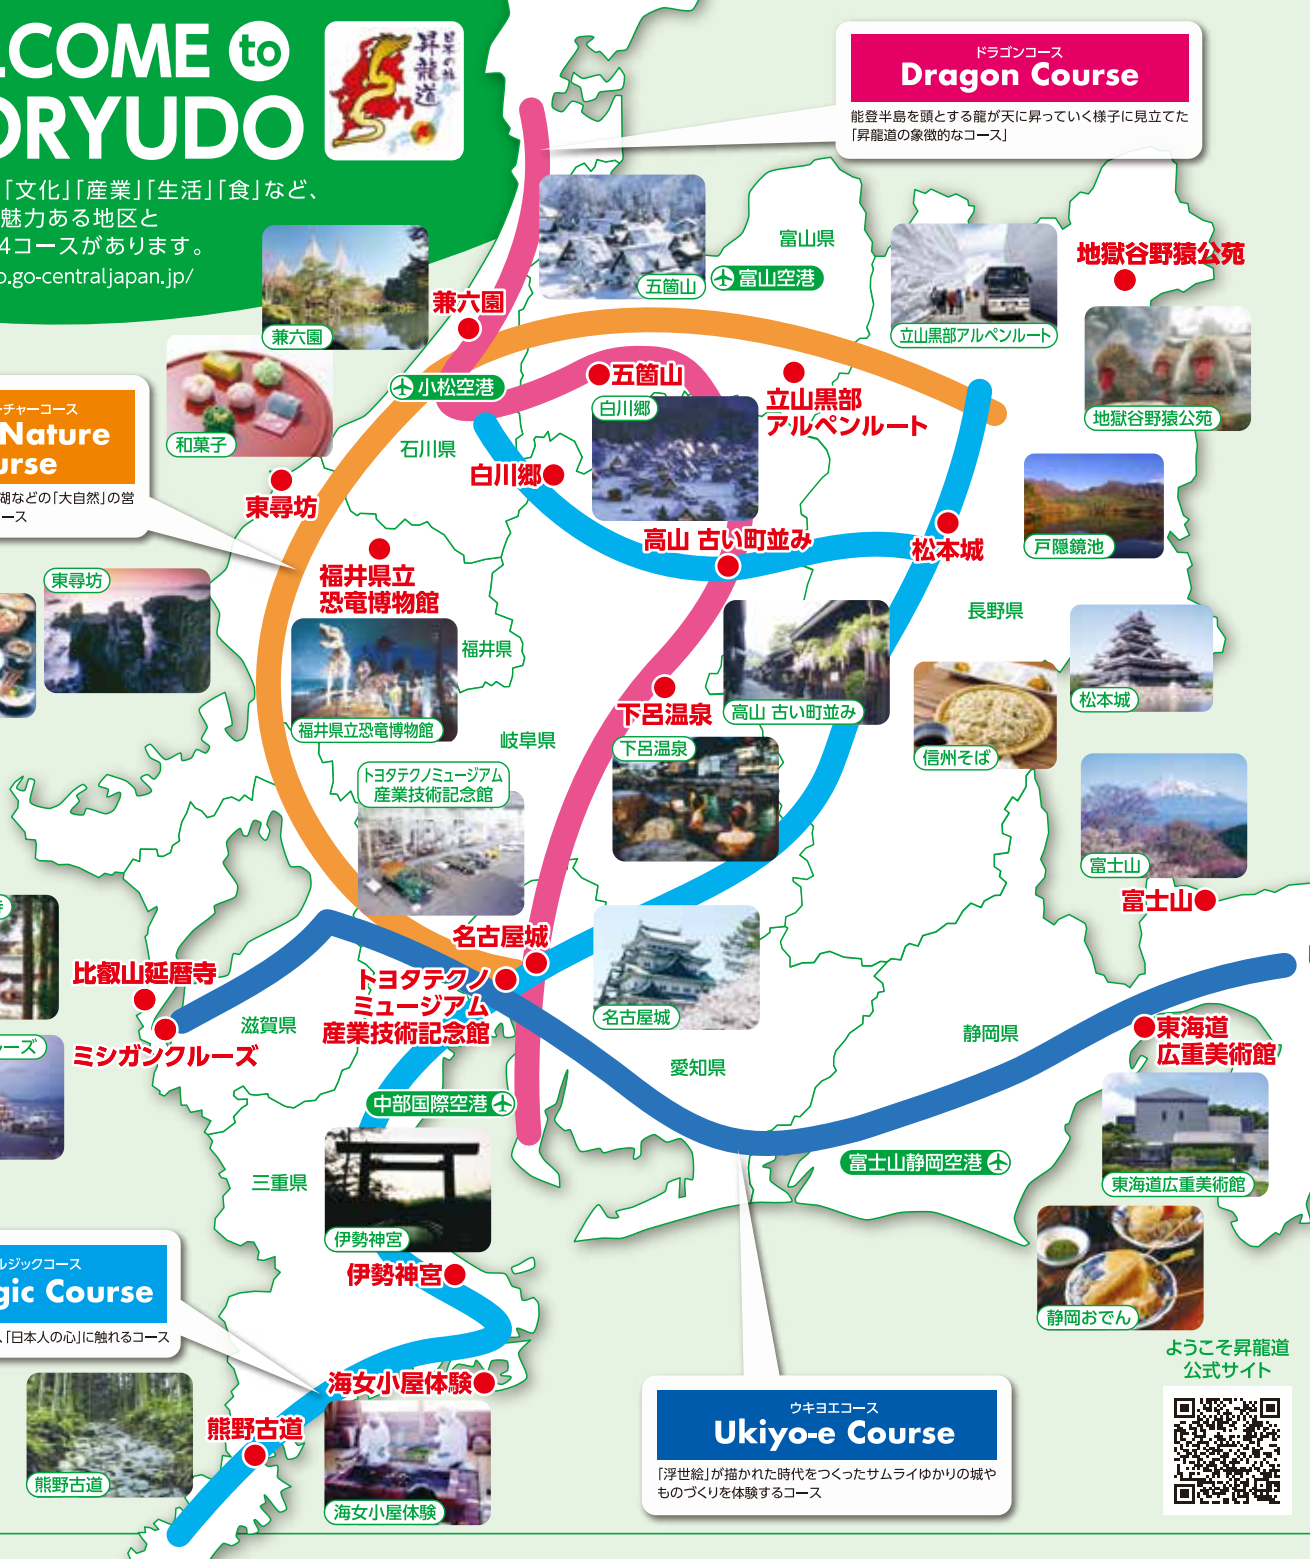 LCOME to
ORYUDO
日本の旅
昇龍道
「文化」「産業」「生活」「食」など、
魅力ある地区と
4コースがあります。
o.go-centraljapan.jp/
ドラゴンコース
Dragon Course
能登半島を頭とする龍が天に昇っていく様子に見立てた
「昇龍道の象徴的なコース」
富山県
五箇山
富山空港
地獄谷野猿公苑
兼六園
兼六園
立山黒部アルペンルート
小松空港
五箇山
立山黒部
アルペンルート
地獄谷野猿公苑
和菓子
石川県
白川郷
ーチャーコース
Nature
urse
湖などの「大自然」の営
ース
東尋坊
白川郷
高山 古い町並み
松本城
戸隠鏡池
東尋坊
福井県立
恐竜博物館
福井県
長野県
福井県立恐竜博物館
岐阜県
下呂温泉
高山 古い町並み
松本城
下呂温泉
信州そば
トヨタテクノミュージアム
産業技術記念館
富士山
富士山
寺
名古屋城
比叡山延暦寺
トヨタテクノ
ミュージアム
産業技術記念館
名古屋城
滋賀県
ミシガンクルーズ
ルーズ
静岡県
東海道
広重美術館
愛知県
中部国際空港
富士山静岡空港
東海道広重美術館
三重県
伊勢神宮
伊勢神宮
ルジックコース
gic Course
、「日本人の心」に触れるコース
静岡おでん
ようこそ昇龍道
公式サイト
海女小屋体験
熊野古道
熊野古道
海女小屋体験
ウキヨエコース
Ukiyo-e Course
「浮世絵」が描かれた時代をつくったサムライゆかりの城や
ものづくりを体験するコース